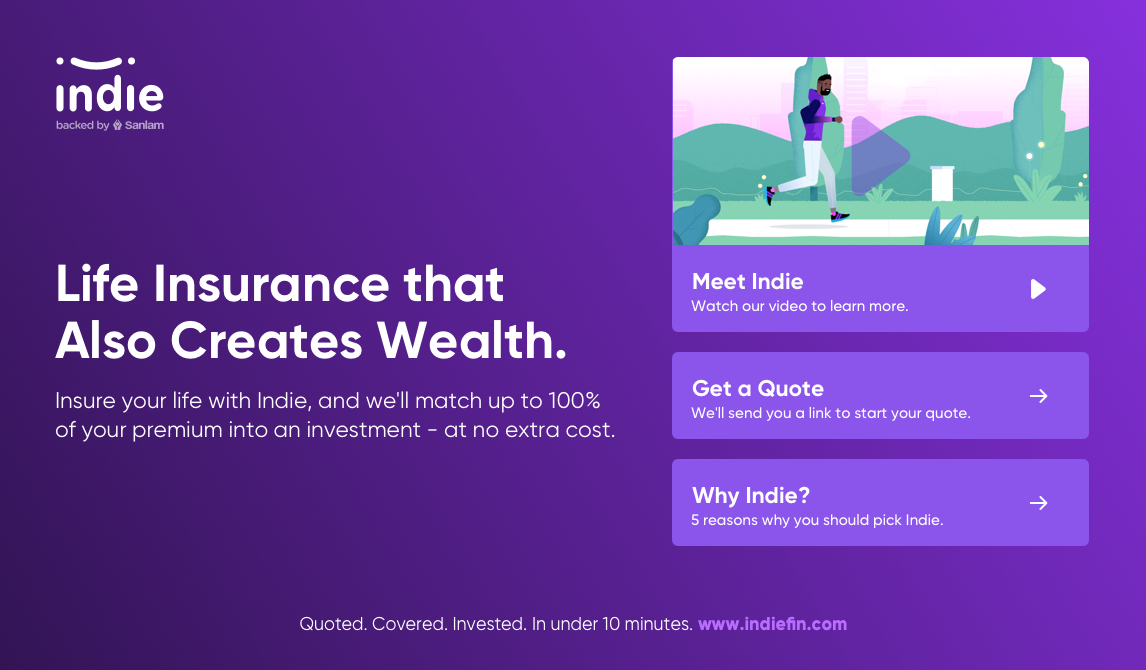 indie
backed by Sanlam
Life Insurance that
Also Creates Wealth.
Insure your life with Indie, and we'll match up to 100%
of your premium into an investment - at no extra cost.
Meet Indie
Watch our video to learn more.
Get a Quote
We'll send you a link to start your quote.
Why Indie?
5 reasons why you should pick Indie.
Quoted. Covered. Invested. In under 10 minutes. www.indiefin.com